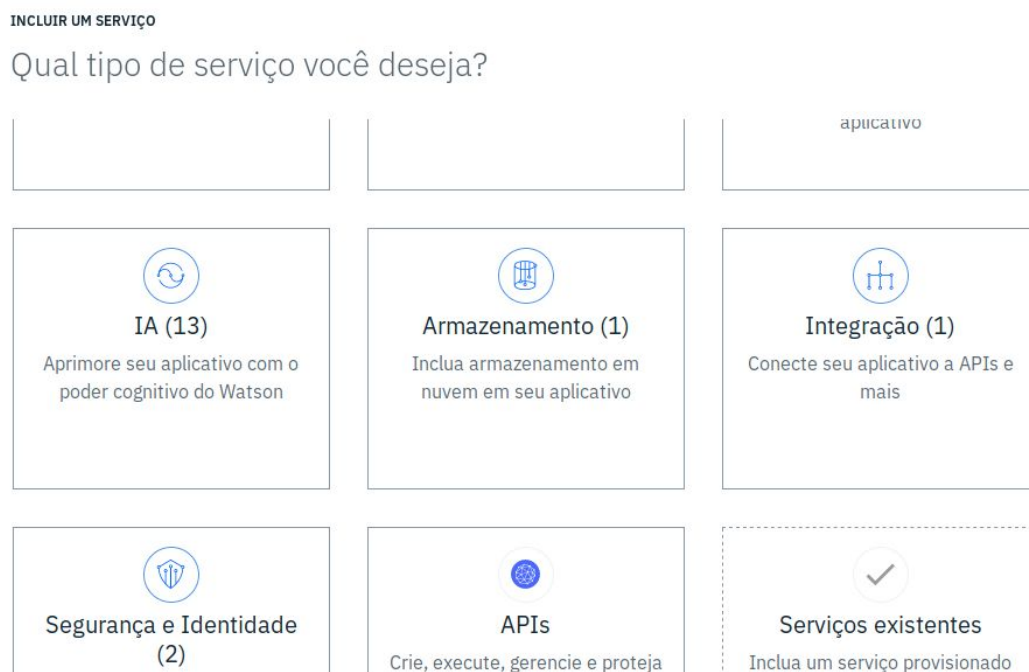 INCLUIR UM SERVIÇO
Qual tipo de serviço você deseja?
aplicativo
IA (13)
Aprimore seu aplicativo com o
poder cognitivo do Watson
Armazenamento (1)
Inclua armazenamento em
nuvem em seu aplicativo
Integração (1)
Conecte seu aplicativo a APIs e
mais
Segurança e Identidade
(2)
APIs
Crie, execute, gerencie e proteja
Serviços existentes
Inclua um serviço provisionado